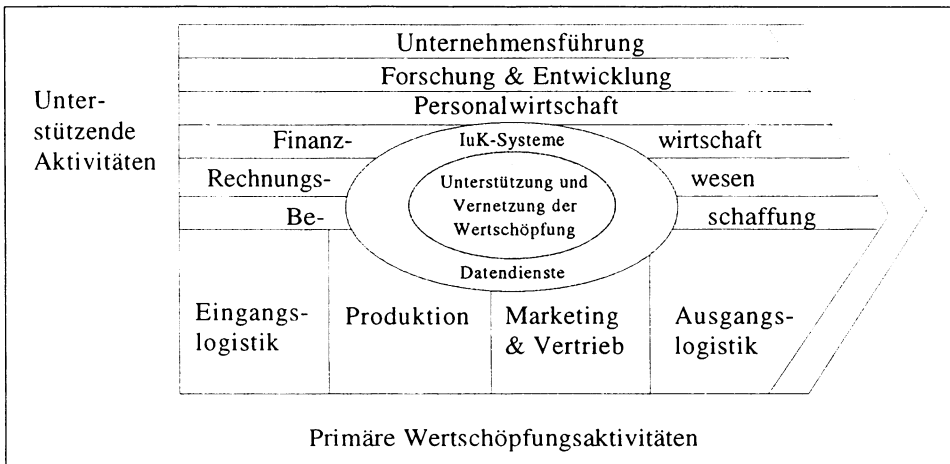 Unternehmensführung
Forschung & Entwicklung
Personalwirtschaft
Unter-
stützende
Aktivitäten
Finanz- wirtschaft
Rechnungs- wesen
Be- schaffung
IuK-Systeme
Unterstützung und
Vernetzung der
Wertschöpfung
Datendienste
Eingangs-
logistik
Produktion
Marketing
& Vertrieb
Ausgangs-
logistik
Primäre Wertschöpfungsaktivitäten